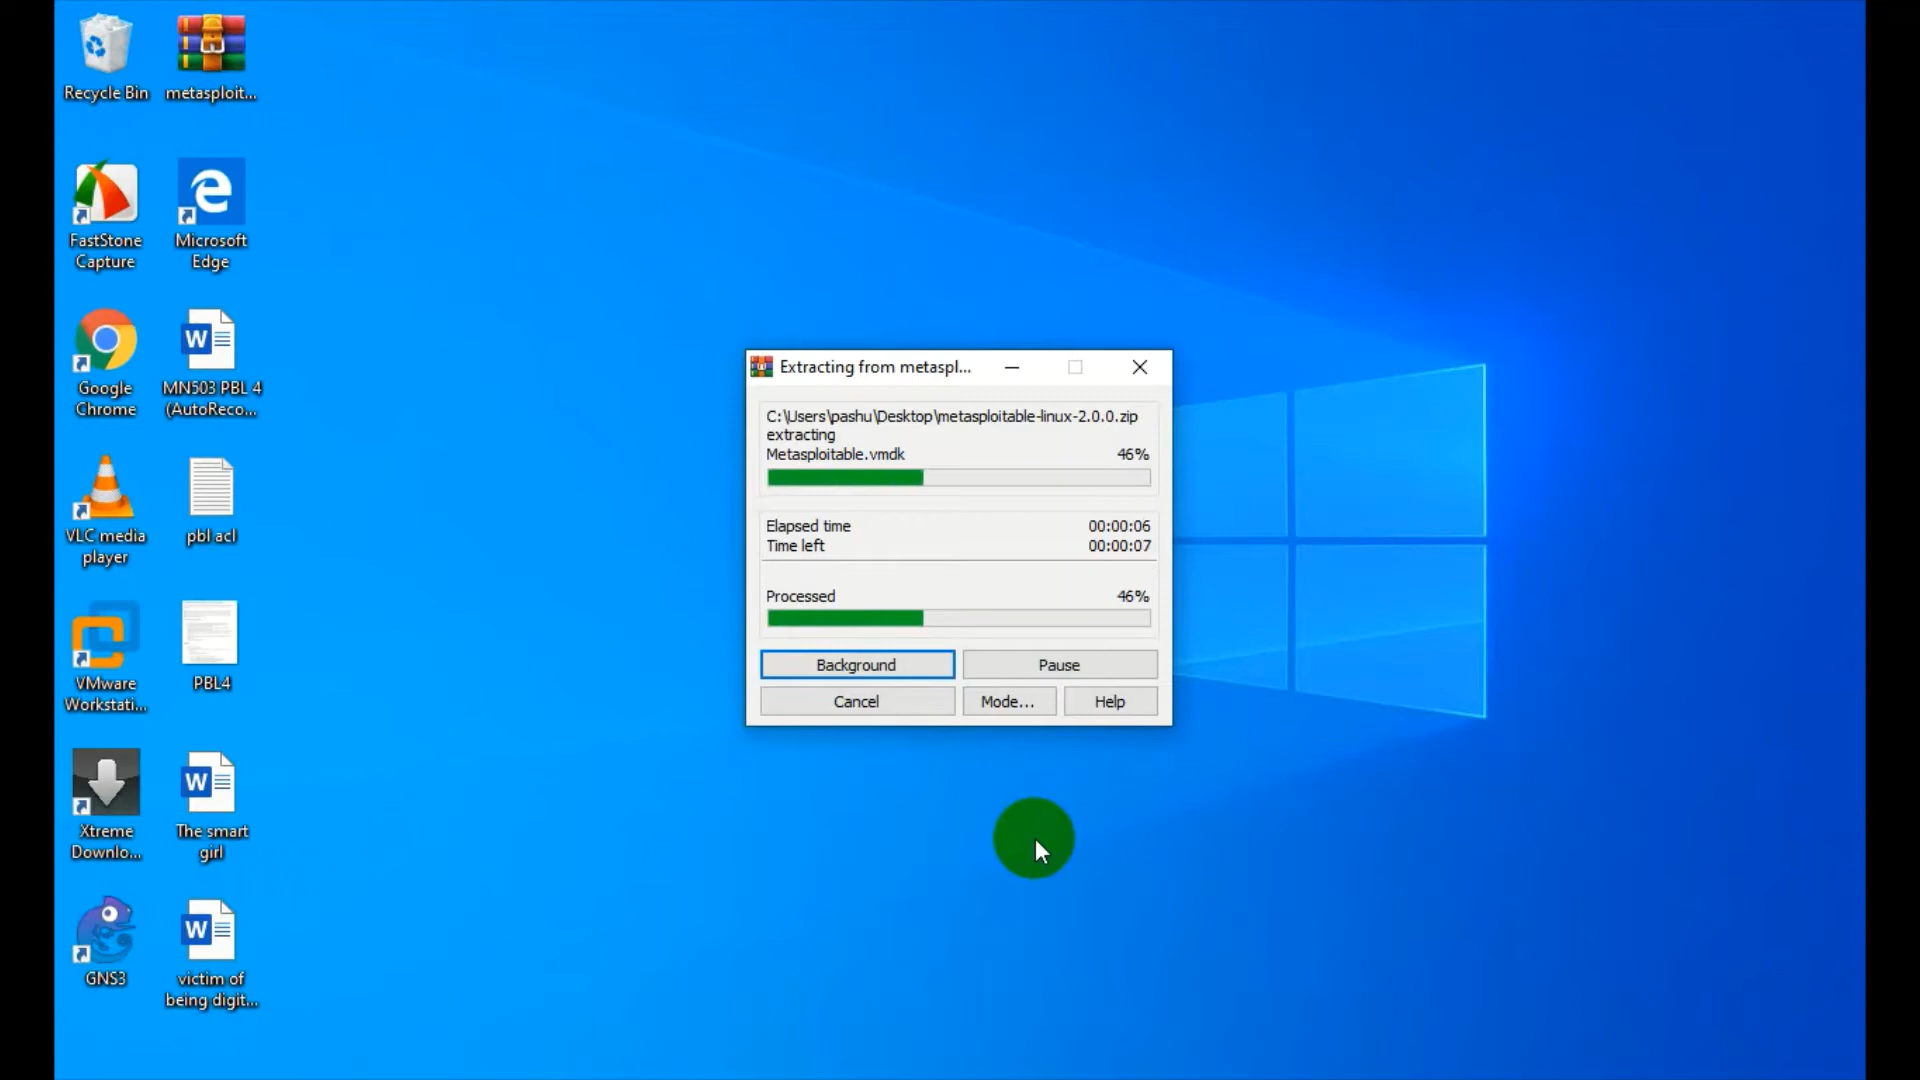 Recycle Bin
metasploit...
FastStone
Capture
Microsoft
Edge
Google
Chrome
MN503 PBL 4
(AutoReco...
VLC media
player
pbl acl
VMware
Workstati...
PBL4
Xtreme
Downlo...
The smart
girl
GNS3
victim of
being digit...
Extracting from metaspl...
C:\Users\pashu\Desktop\metasploitable-linux-2.0.0.zip
extracting
Metasploitable.vmdk 46%
Elapsed time 00:00:06
Time left 00:00:07
Processed 46%
Background Pause
Cancel Mode... Help